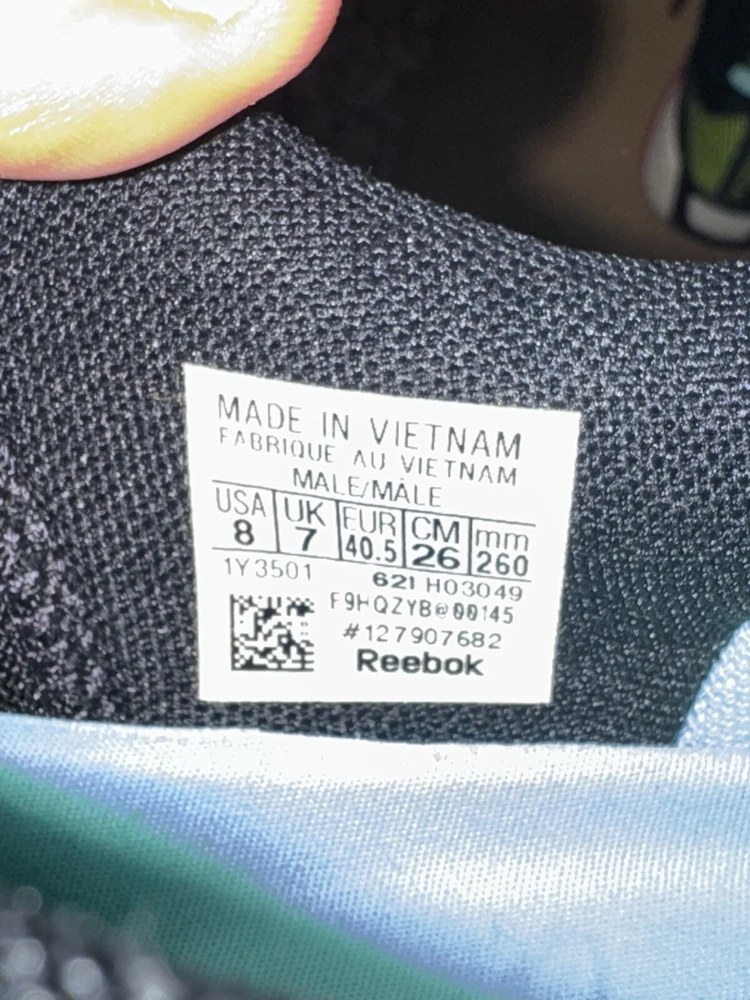 MADE IN VIETNAM
FABRIQUE AU VIETNAM
MALE/MÂLE
USA UK EUR CM mm
8 7 40.5 26 260
1Y3501 621 H03049
F9HQZYB@00145
#127907682
Reebok